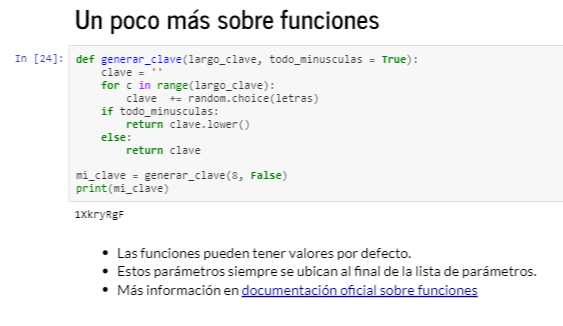 Un poco más sobre funciones
In [24]: def generar_clave(largo_clave, todo_minusculas = True):
    clave = ''
    for c in range(largo_clave):
        clave  += random.choice(letras)
    if todo_minusculas:
        return clave.lower()
    else:
        return clave
mi_clave = generar_clave(8, False)
print(mi_clave)
1XkryRgF
• Las funciones pueden tener valores por defecto.
• Estos parámetros siempre se ubican al final de la lista de parámetros.
• Más información en documentación oficial sobre funciones